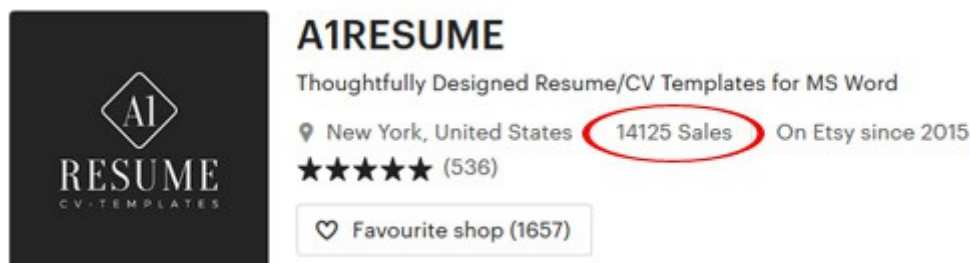 A1
RESUME
CV-TEMPLATES
A1RESUME
Thoughtfully Designed Resume/CV Templates for MS Word
New York, United States 14125 Sales On Etsy since 2015
(536)
Favourite shop (1657)